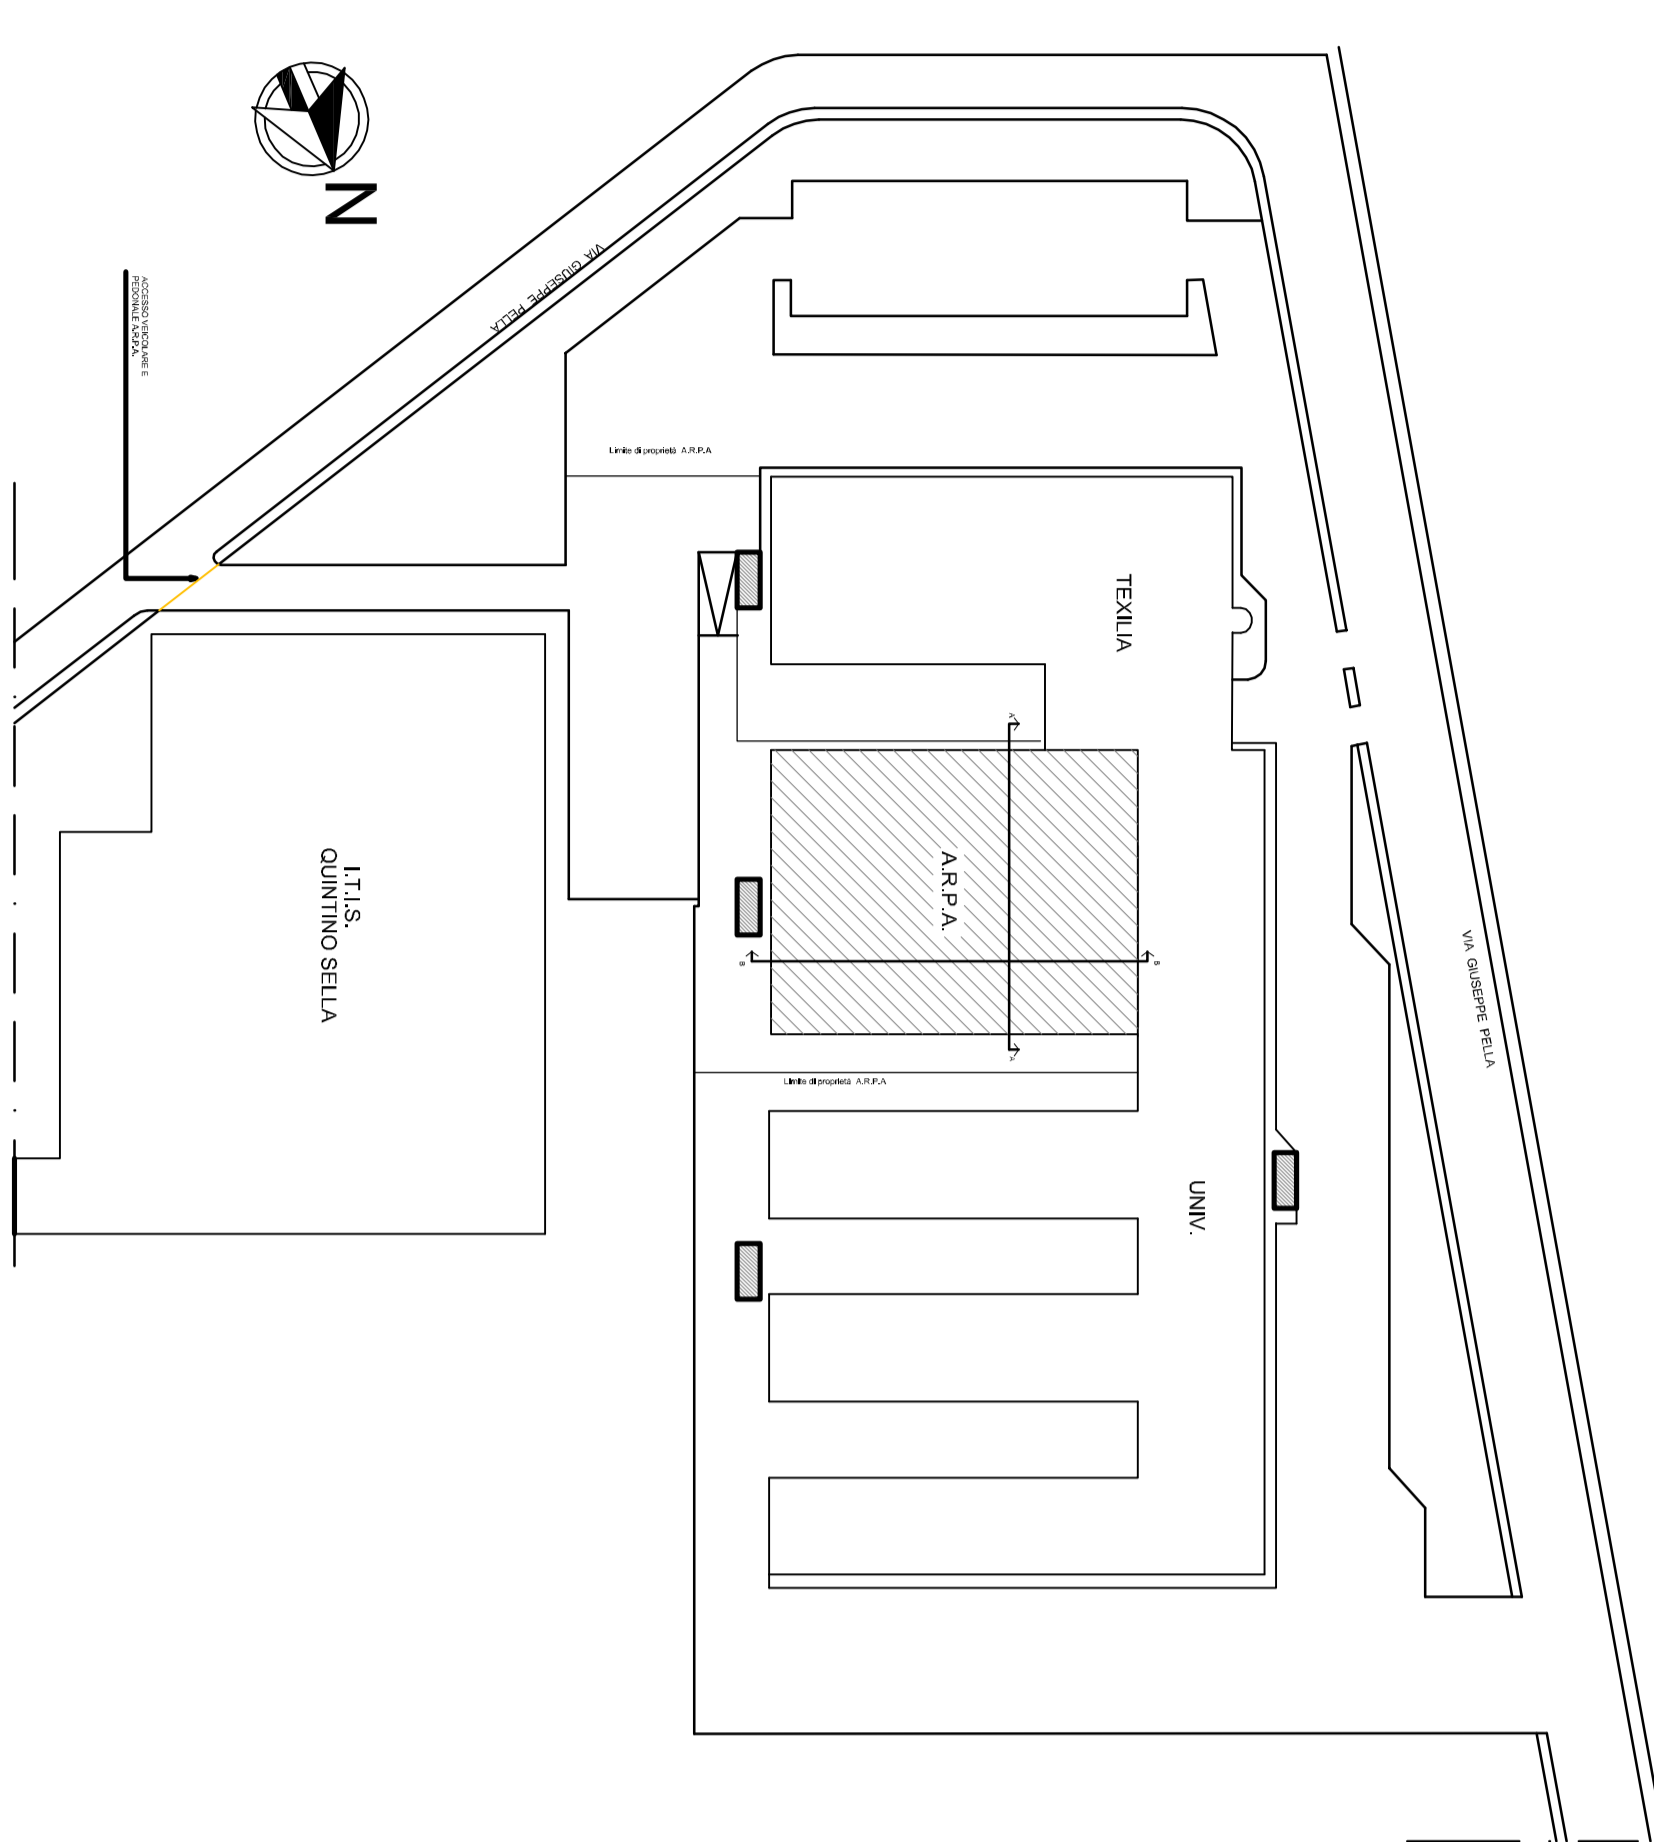 N
VIA GIUSEPPE PELLA
ACCESSO VEICOLARE E
PEDONALE A.R.P.A.
Limite di proprietà A.R.P.A
TEXILIA
A'
A.R.P.A.
I.T.I.S.
QUINTINO SELLA
VIA GIUSEPPE PELLA
B
B
A
Limite di proprietà A.R.P.A
UNIV.